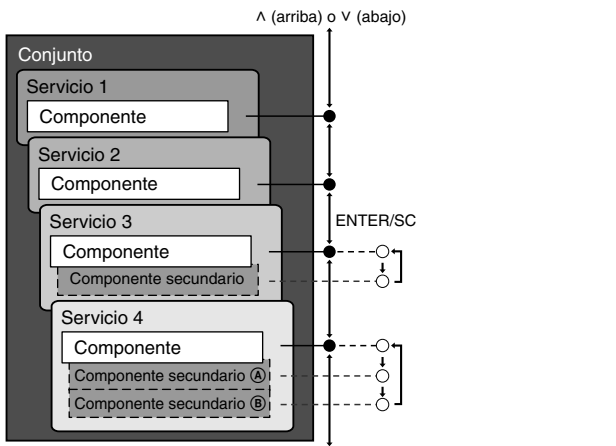 ∧ (arriba) o ∨ (abajo)
Conjunto
Servicio 1
Componente
Servicio 2
Componente
Servicio 3
ENTER/SC
Componente
Componente secundario
Servicio 4
Componente
Componente secundario Ⓐ
Componente secundario Ⓑ